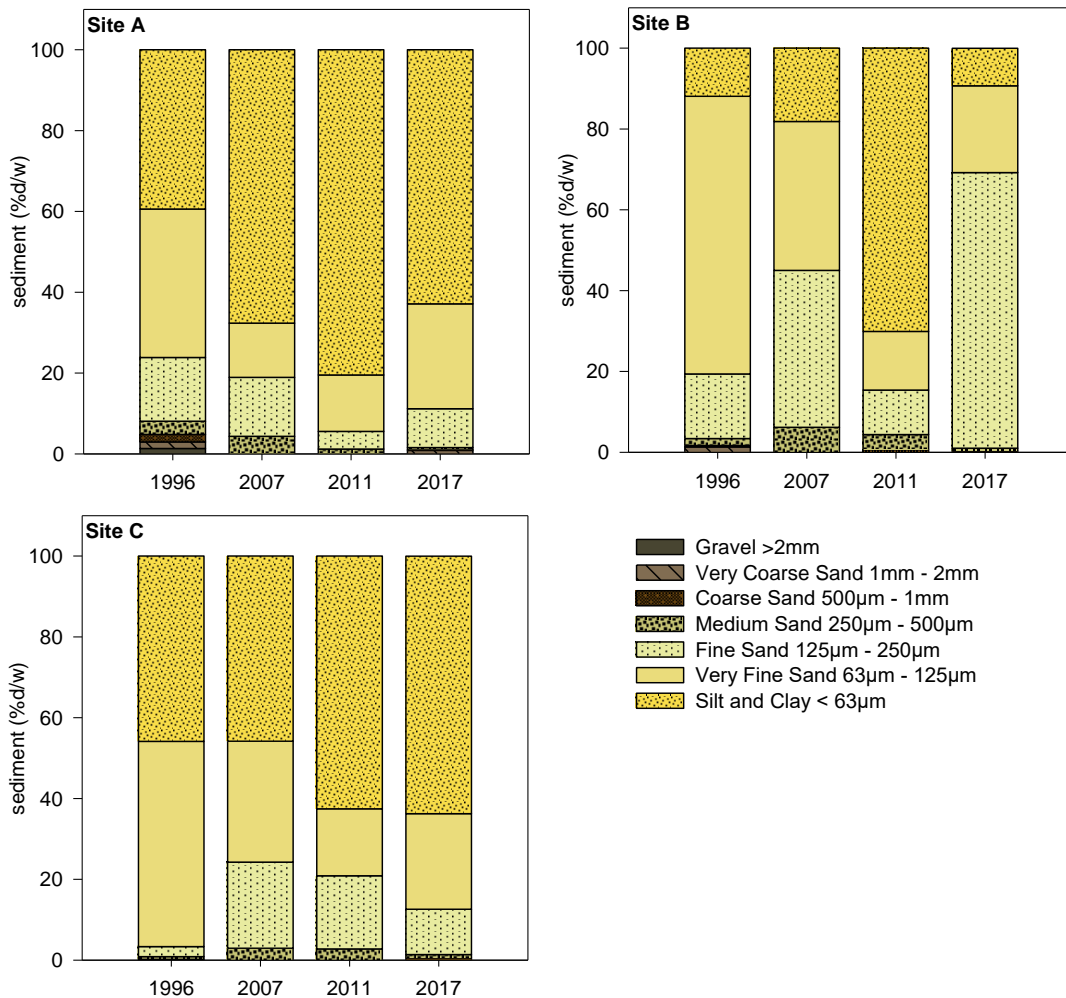 Site A
100
80
60
40
20
0
sediment (%d/w)
1996 2007 2011 2017
Site B
100
80
60
40
20
0
sediment (%d/w)
1996 2007 2011 2017
Site C
100
80
60
40
20
0
sediment (%d/w)
1996 2007 2011 2017
Gravel >2mm
Very Coarse Sand 1mm - 2mm
Coarse Sand 500µm - 1mm
Medium Sand 250µm - 500µm
Fine Sand 125µm - 250µm
Very Fine Sand 63µm - 125µm
Silt and Clay < 63µm